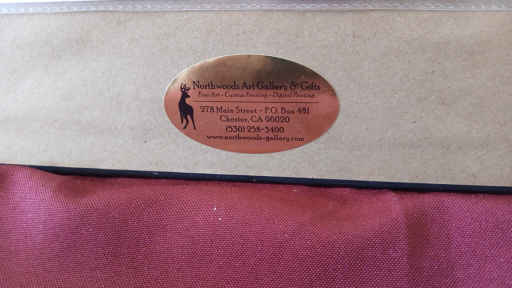 Northwoods Art Gallery & Gifts
Fine Art - Custom Framing - Digital Printing
278 Main Street - P.O. Box 481
Chester, CA 96020
(530) 258-3400
www.northwoods-gallery.com